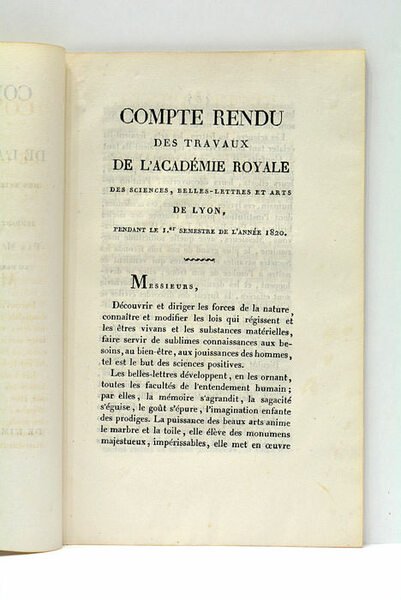 COMPTE RENDU
DES TRAVAUX
DE L'ACADÉMIE ROYALE
DES SCIENCES, BELLES-LETTRES ET ARTS
DE LYON,
PENDANT LE 1.er SEMESTRE DE L'ANNÉE 1820.
Messieurs,
Découvrir et diriger les forces de la nature,
connaître et modifier les lois qui régissent et
les êtres vivans et les substances matérielles,
faire servir de sublimes connaissances aux be-
soins, au bien-être, aux jouissances des hommes,
tel est le but des sciences positives.
Les belles-lettres développent, en les ornant,
toutes les facultés de l'entendement humain ;
par elles, la mémoire s'agrandit, la sagacité
s'éguise, le goût s'épure, l'imagination enfante
des prodiges. La puissance des beaux arts anime
le marbre et la toile, elle élève des monumens
majestueux, impérissables, elle met en œuvre